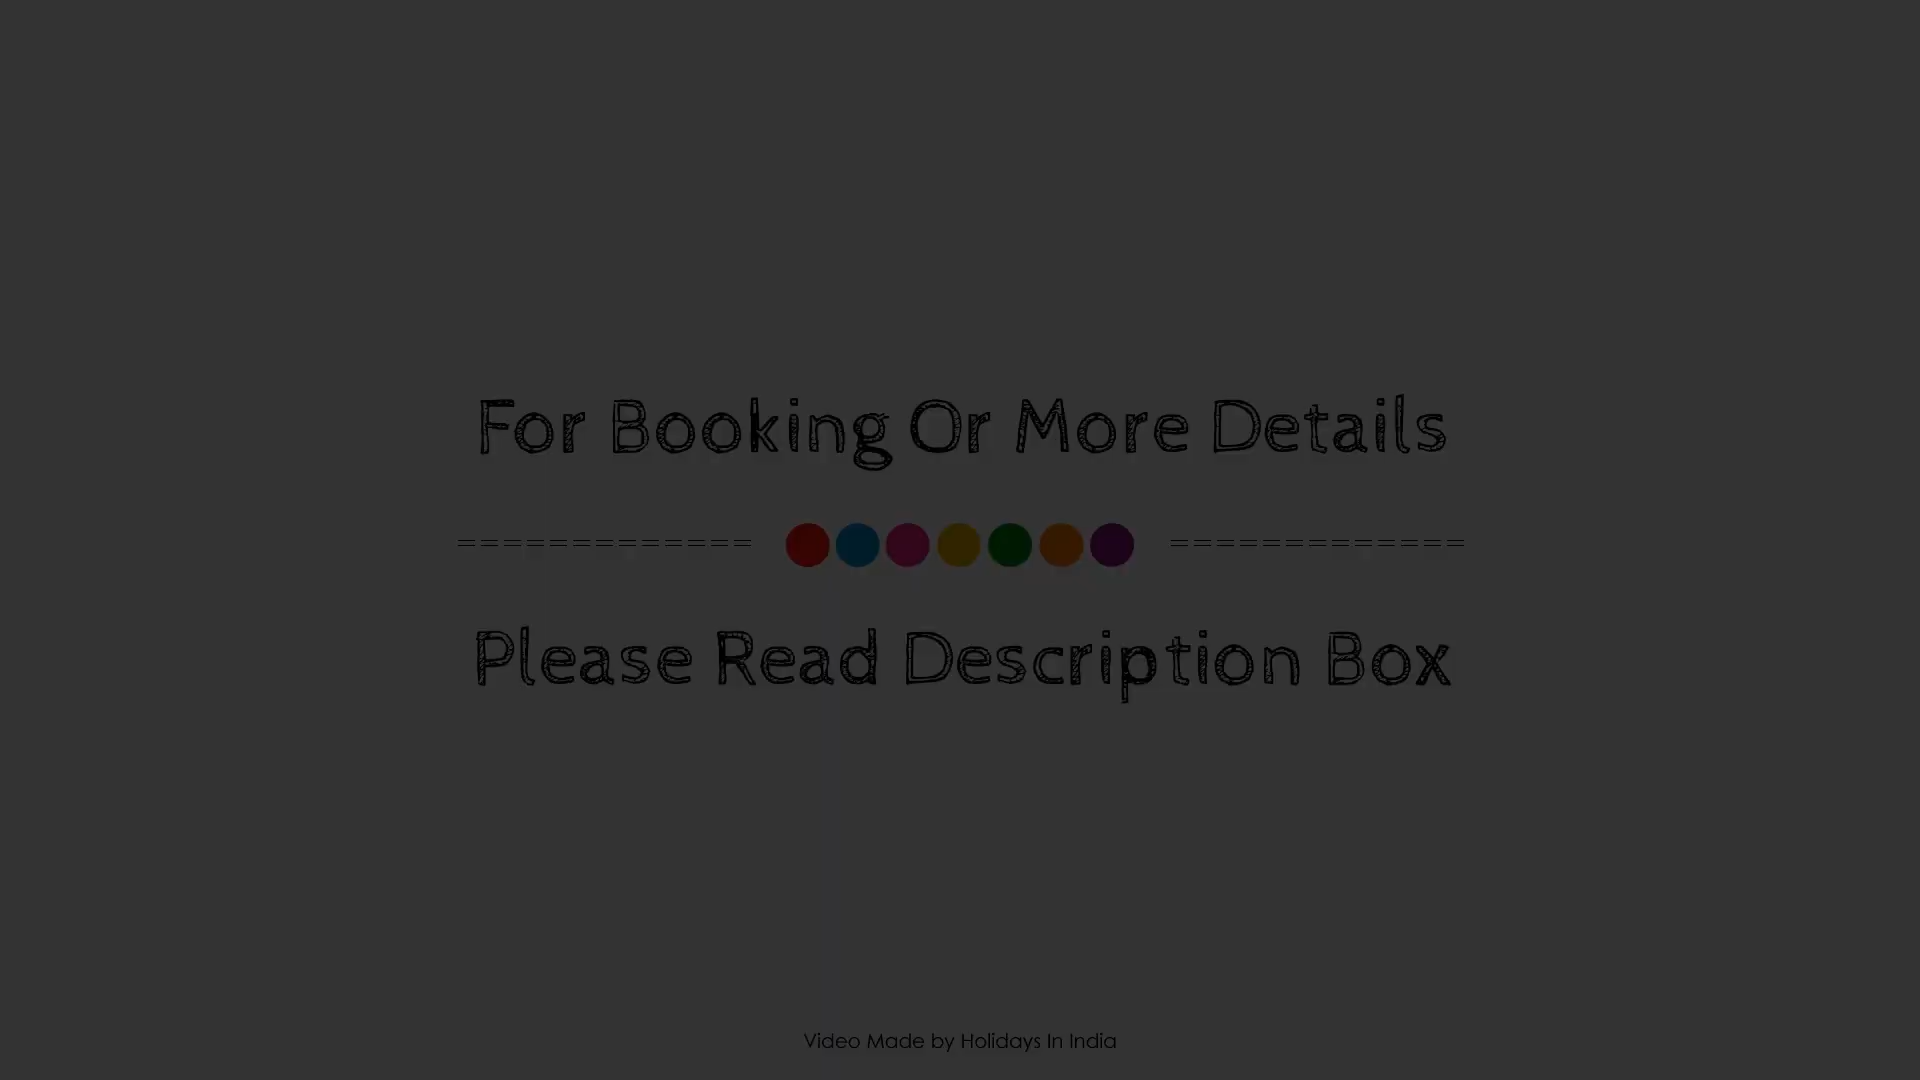 For Booking Or More Details
============= =============
Please Read Description Box
Video Made by Holidays In India